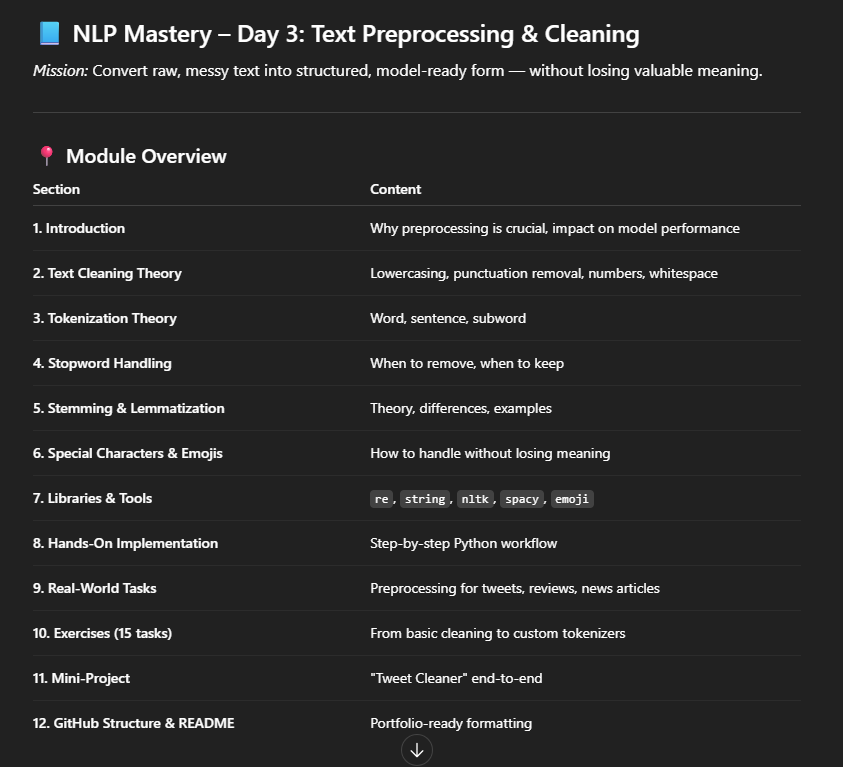 📘 NLP Mastery – Day 3: Text Preprocessing & Cleaning
Mission: Convert raw, messy text into structured, model-ready form — without losing valuable meaning.
📍 Module Overview
Section Content
1. Introduction Why preprocessing is crucial, impact on model performance
2. Text Cleaning Theory Lowercasing, punctuation removal, numbers, whitespace
3. Tokenization Theory Word, sentence, subword
4. Stopword Handling When to remove, when to keep
5. Stemming & Lemmatization Theory, differences, examples
6. Special Characters & Emojis How to handle without losing meaning
7. Libraries & Tools re, string, nltk, spacy, emoji
8. Hands-On Implementation Step-by-step Python workflow
9. Real-World Tasks Preprocessing for tweets, reviews, news articles
10. Exercises (15 tasks) From basic cleaning to custom tokenizers
11. Mini-Project "Tweet Cleaner" end-to-end
12. GitHub Structure & README Portfolio-ready formatting